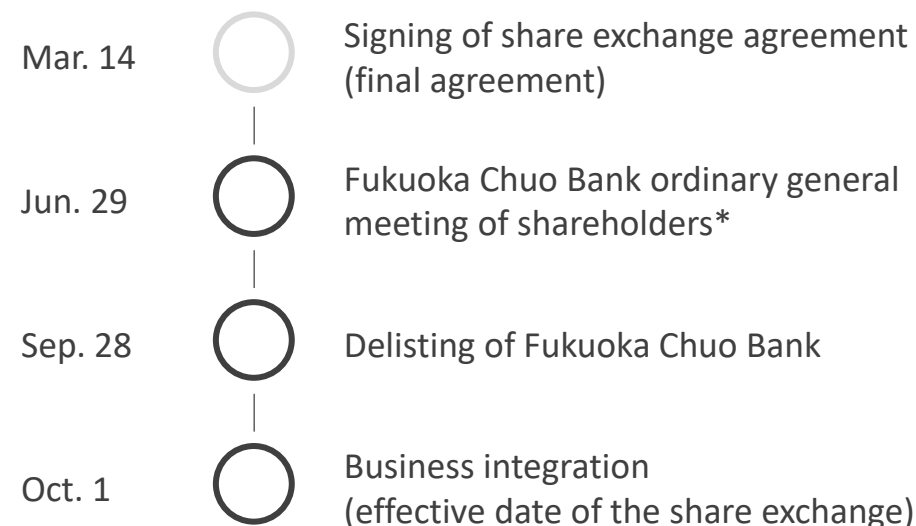 Mar. 14
Signing of share exchange agreement
(final agreement)
Jun. 29
Fukuoka Chuo Bank ordinary general
meeting of shareholders*
Sep. 28
Delisting of Fukuoka Chuo Bank
Oct. 1
Business integration
(effective date of the share exchange)